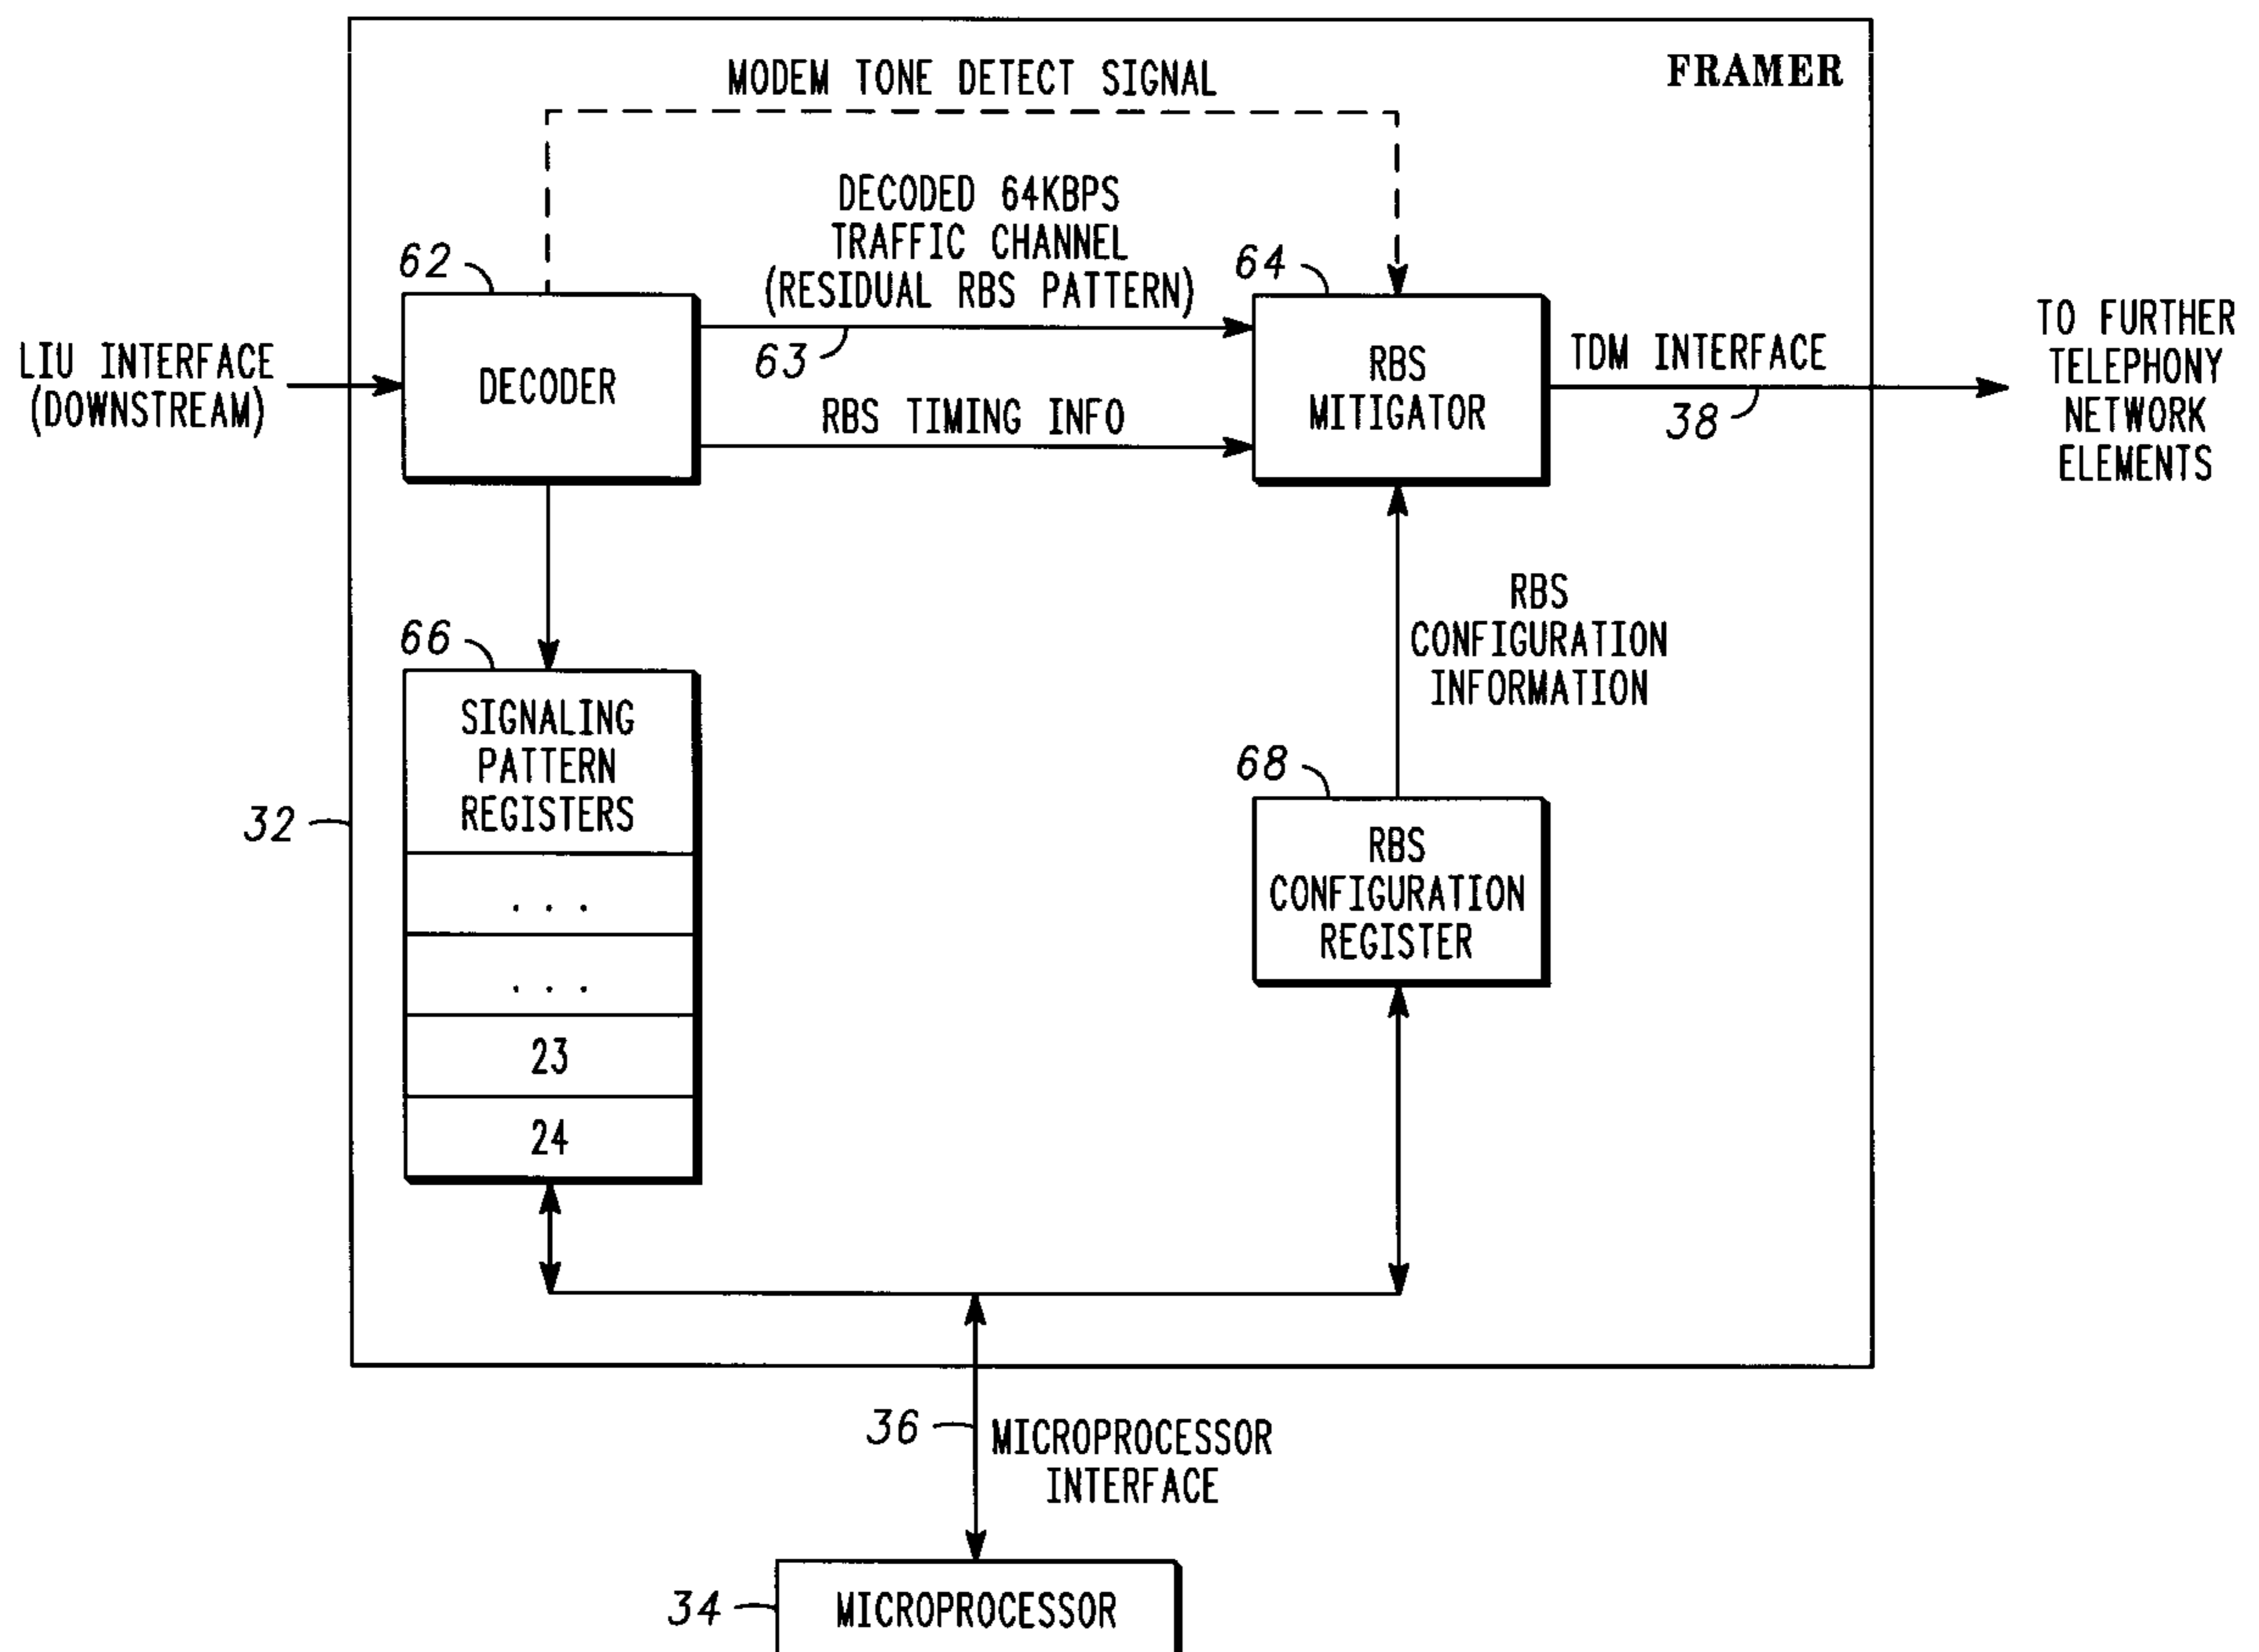 FRAMER
MODEM TONE DETECT SIGNAL
DECODED 64KBPS
TRAFFIC CHANNEL
(RESIDUAL RBS PATTERN)
62
64
63
LIU INTERFACE
(DOWNSTREAM)
DECODER
RBS TIMING INFO
RBS
MITIGATOR
TDM INTERFACE
38
TO FURTHER
TELEPHONY
NETWORK
ELEMENTS
66
SIGNALING
PATTERN
REGISTERS
. . .
. . .
23
24
32
RBS
CONFIGURATION
INFORMATION
68
RBS
CONFIGURATION
REGISTER
36
MICROPROCESSOR
INTERFACE
34
MICROPROCESSOR